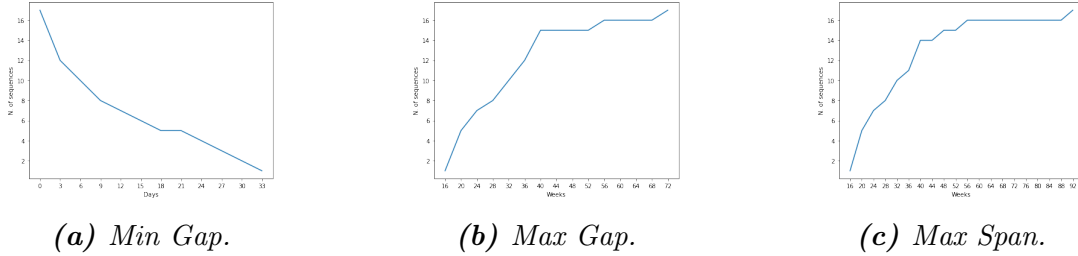 16
14
12
10
8
6
4
2
N. of sequences
0 3 6 9 12 15 18 21 24 27 30 33
Days
(a) Min Gap.
16
14
12
10
8
6
4
2
N. of sequences
16 20 24 28 32 36 40 44 48 52 56 60 64 68 72
Weeks
(b) Max Gap.
16
14
12
10
8
6
4
2
N. of sequences
16 20 24 28 32 36 40 44 48 52 56 60 64 68 72 76 80 84 88 92
Weeks
(c) Max Span.